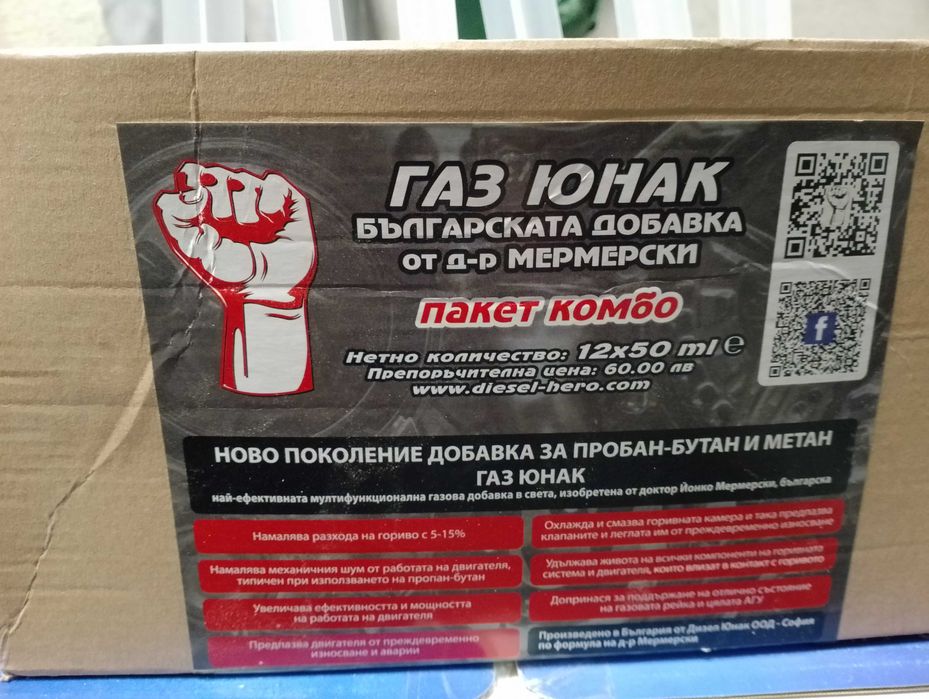 ГАЗ ЮНАК
БЪЛГАРСКАТА ДОБАВКА
от д-р МЕРМЕРСКИ
пакет комбо
Нетно количество: 12x50 ml e
Препоръчителна цена: 60.00 лв
www.diesel-hero.com
f
НОВО ПОКОЛЕНИЕ ДОБАВКА ЗА ПРОБАН-БУТАН И МЕТАН
ГАЗ ЮНАК
най-ефективната мултифункционална газова добавка в света, изобретена от доктор Йонко Мермерски, българска
Намалява разхода на гориво с 5-15%
Намалява механичния шум от работата на двигателя,
типичен при използването на пропан-бутан
Увеличава ефективността и мощността
на работата на двигателя
Предпазва двигателя от преждевременно
износване и аварии
Охлажда и смазва горивната камера и така предпазва
клапаните и леглата им от преждевременно износване
Удължава живота на всички компоненти на горивната
система и двигателя, които влизат в контакт с горивото
Допринася за поддържане на отлично състояние
на газовата рейка и цялата АГУ
Произведено в България от Дизел Юнак ООД - София
по формула на д-р Мермерски